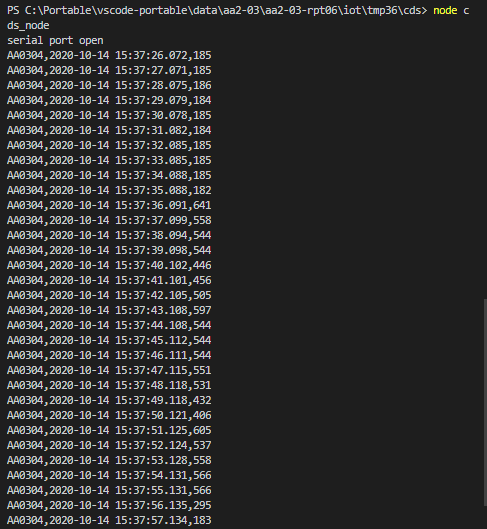 PS C:\Portable\vscode-portable\data\aa2-03\aa2-03-rpt06\iot\tmp36\cds> node c
ds_node
serial port open
AA0304,2020-10-14 15:37:26.072,185
AA0304,2020-10-14 15:37:27.071,185
AA0304,2020-10-14 15:37:28.075,186
AA0304,2020-10-14 15:37:29.079,184
AA0304,2020-10-14 15:37:30.078,185
AA0304,2020-10-14 15:37:31.082,184
AA0304,2020-10-14 15:37:32.085,185
AA0304,2020-10-14 15:37:33.085,185
AA0304,2020-10-14 15:37:34.088,185
AA0304,2020-10-14 15:37:35.088,182
AA0304,2020-10-14 15:37:36.091,641
AA0304,2020-10-14 15:37:37.099,558
AA0304,2020-10-14 15:37:38.094,544
AA0304,2020-10-14 15:37:39.098,544
AA0304,2020-10-14 15:37:40.102,446
AA0304,2020-10-14 15:37:41.101,456
AA0304,2020-10-14 15:37:42.105,505
AA0304,2020-10-14 15:37:43.108,597
AA0304,2020-10-14 15:37:44.108,544
AA0304,2020-10-14 15:37:45.112,544
AA0304,2020-10-14 15:37:46.111,544
AA0304,2020-10-14 15:37:47.115,551
AA0304,2020-10-14 15:37:48.118,531
AA0304,2020-10-14 15:37:49.118,432
AA0304,2020-10-14 15:37:50.121,406
AA0304,2020-10-14 15:37:51.125,605
AA0304,2020-10-14 15:37:52.124,537
AA0304,2020-10-14 15:37:53.128,558
AA0304,2020-10-14 15:37:54.131,566
AA0304,2020-10-14 15:37:55.131,566
AA0304,2020-10-14 15:37:56.135,295
AA0304,2020-10-14 15:37:57.134,183